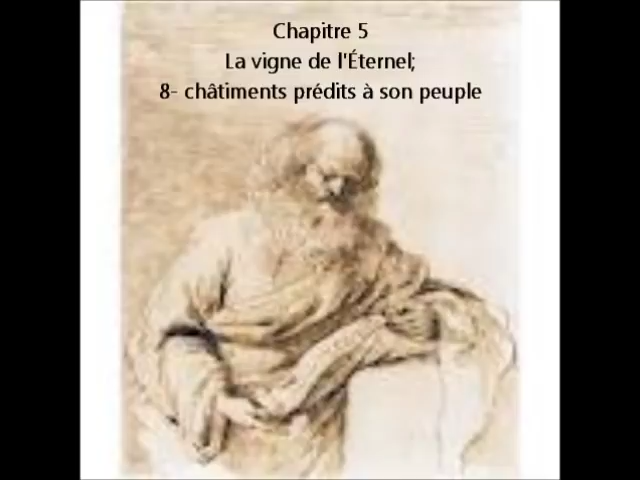 Chapitre 5
La vigne de l'Éternel;
8- châtiments prédits à son peuple